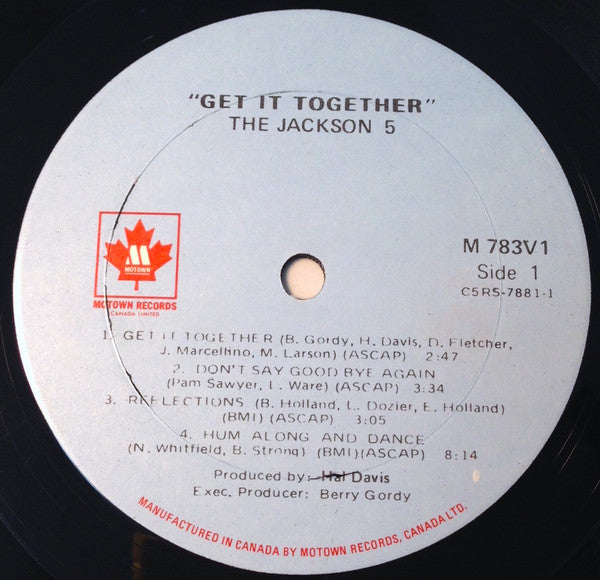 "GET IT TOGETHER"
THE JACKSON 5
M
MOTOWN
MOTOWN RECORDS
CANADA LIMITED
M 783V1
Side 1
C5RS-7881-1
1. GET IT TOGETHER (B. Gordy, H. Davis, D. Fletcher,
J. Marcellino, M. Larson) (ASCAP) 2:47
2. DON'T SAY GOOD BYE AGAIN
(Pam Sawyer, L. Ware) (ASCAP) 3:34
3. REFLECTIONS (B. Holland, L. Dozier, E. Holland)
(BMI) (ASCAP) 3:05
4. HUM ALONG AND DANCE
(N. Whitfield, B. Strong) (BMI)(ASCAP) 8:14
Produced by: Hal Davis
Exec. Producer: Berry Gordy
MANUFACTURED IN CANADA BY MOTOWN RECORDS, CANADA LTD.